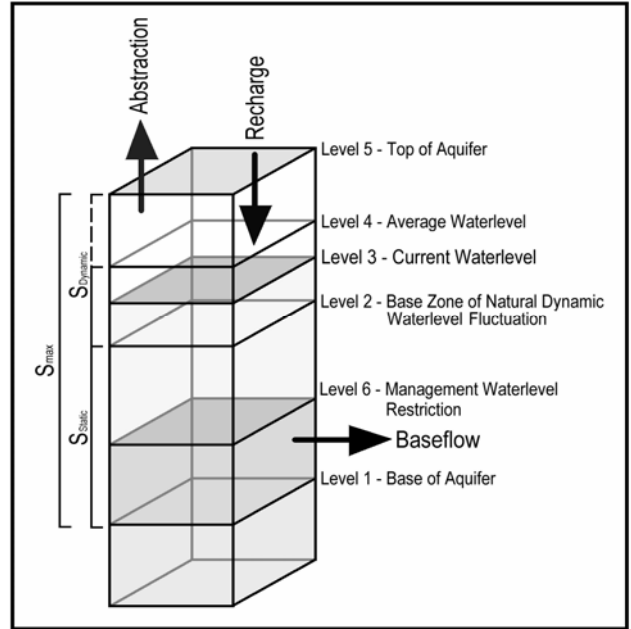 Abstraction
Recharge
Level 5 - Top of Aquifer
Level 4 - Average Waterlevel
Level 3 - Current Waterlevel
Level 2 - Base Zone of Natural Dynamic
Waterlevel Fluctuation
Level 6 - Management Waterlevel
Restriction
Baseflow
Level 1 - Base of Aquifer
Smax
SDynamic
SStatic